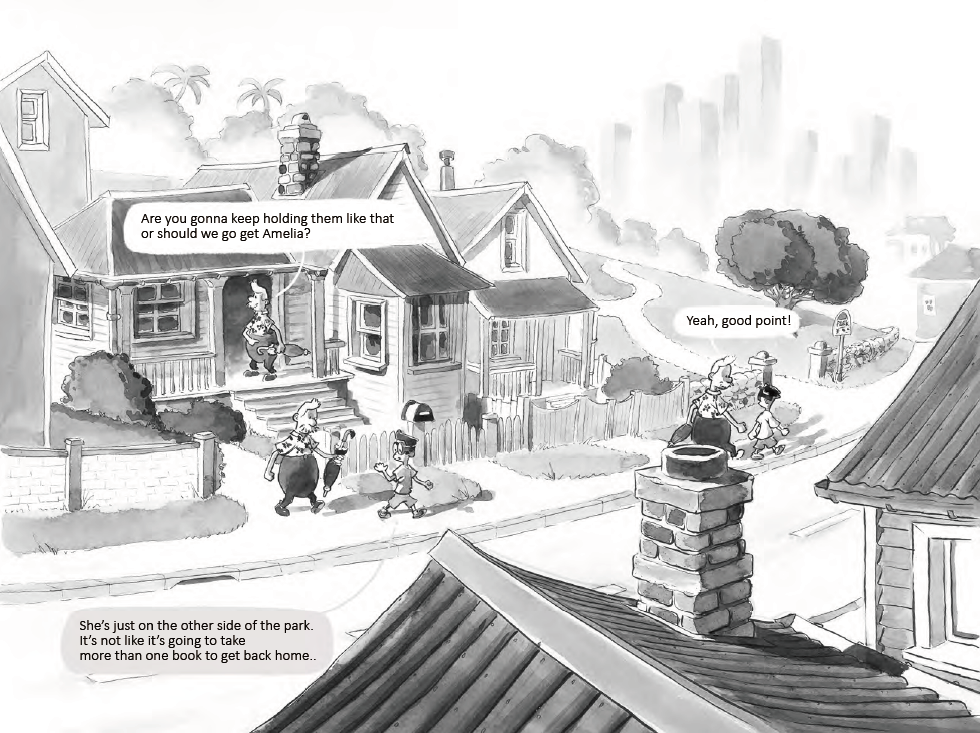 Are you gonna keep holding them like that
or should we go get Amelia?
Yeah, good point!
PARK
She's just on the other side of the park.
It's not like it's going to take
more than one book to get back home..